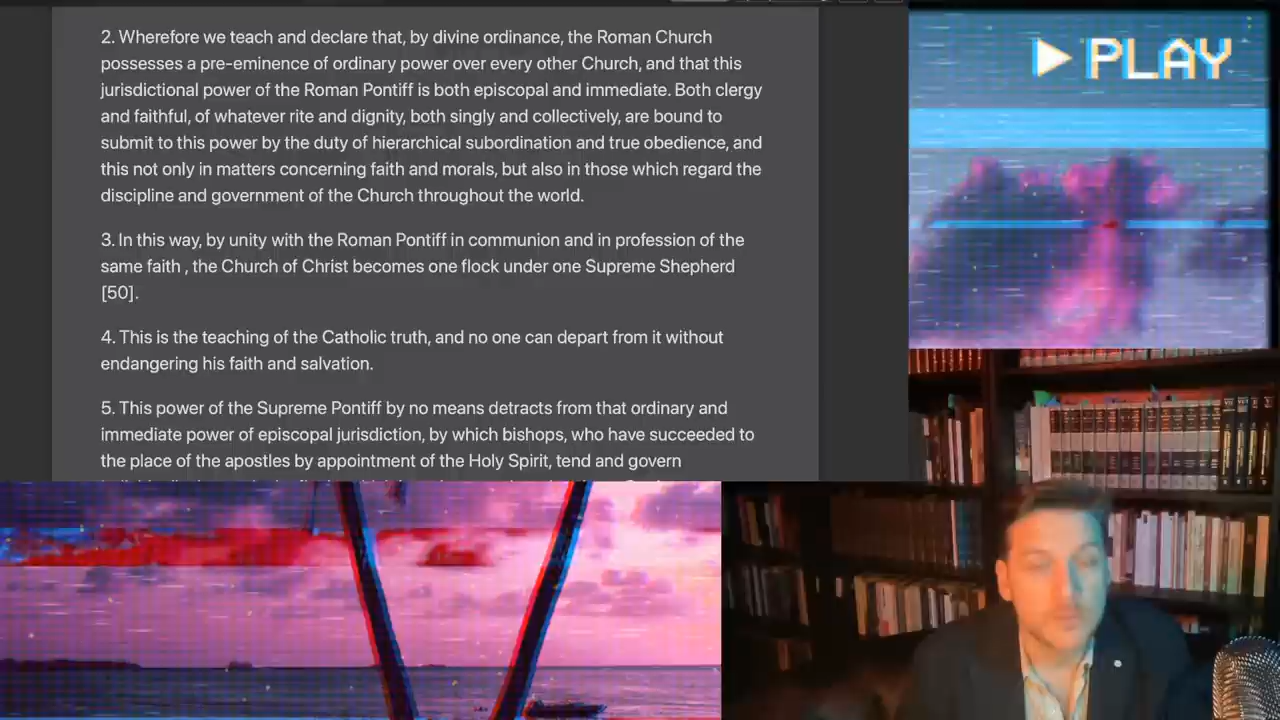 2. Wherefore we teach and declare that, by divine ordinance, the Roman Church
possesses a pre-eminence of ordinary power over every other Church, and that this
jurisdictional power of the Roman Pontiff is both episcopal and immediate. Both clergy
and faithful, of whatever rite and dignity, both singly and collectively, are bound to
submit to this power by the duty of hierarchical subordination and true obedience, and
this not only in matters concerning faith and morals, but also in those which regard the
discipline and government of the Church throughout the world.
3. In this way, by unity with the Roman Pontiff in communion and in profession of the
same faith , the Church of Christ becomes one flock under one Supreme Shepherd
[50].
4. This is the teaching of the Catholic truth, and no one can depart from it without
endangering his faith and salvation.
5. This power of the Supreme Pontiff by no means detracts from that ordinary and
immediate power of episcopal jurisdiction, by which bishops, who have succeeded to
the place of the apostles by appointment of the Holy Spirit, tend and govern
PLAY